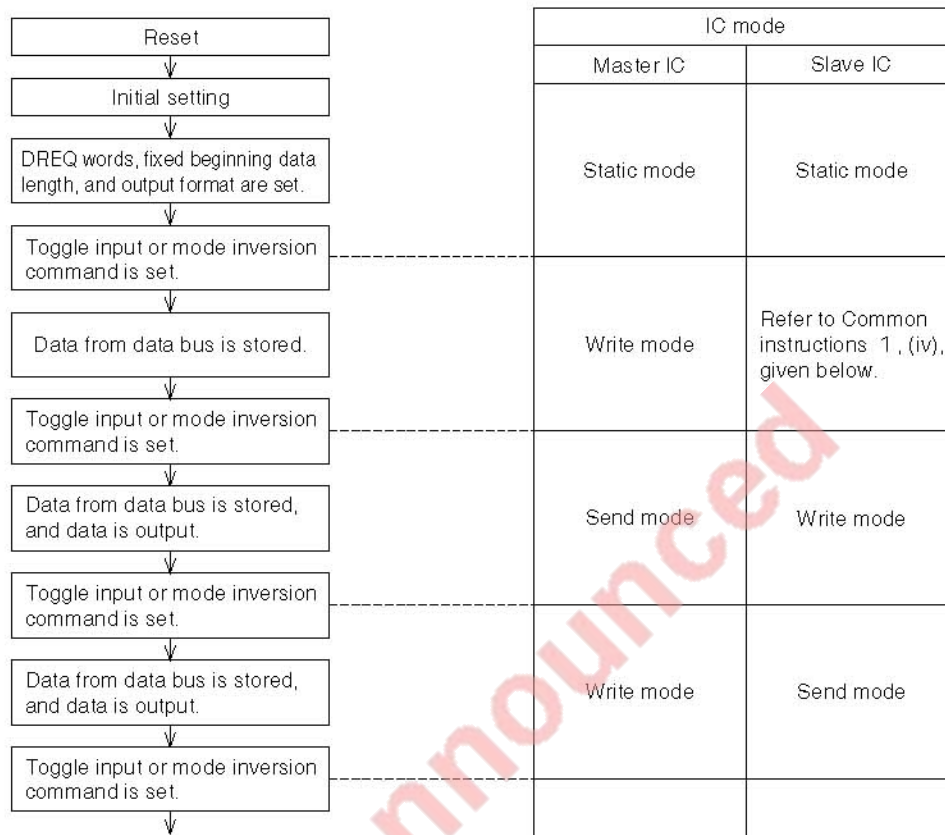 Reset
Initial setting
DREQ words, fixed beginning data
length, and output format are set.
Toggle input or mode inversion
command is set.
Data from data bus is stored.
Toggle input or mode inversion
command is set.
Data from data bus is stored,
and data is output.
Toggle input or mode inversion
command is set.
Data from data bus is stored,
and data is output.
Toggle input or mode inversion
command is set.
IC mode
Master IC
Slave IC
Static mode
Static mode
Write mode
Refer to Common
instructions 1 , (iv),
given below.
Send mode
Write mode
Write mode
Send mode
nnounced